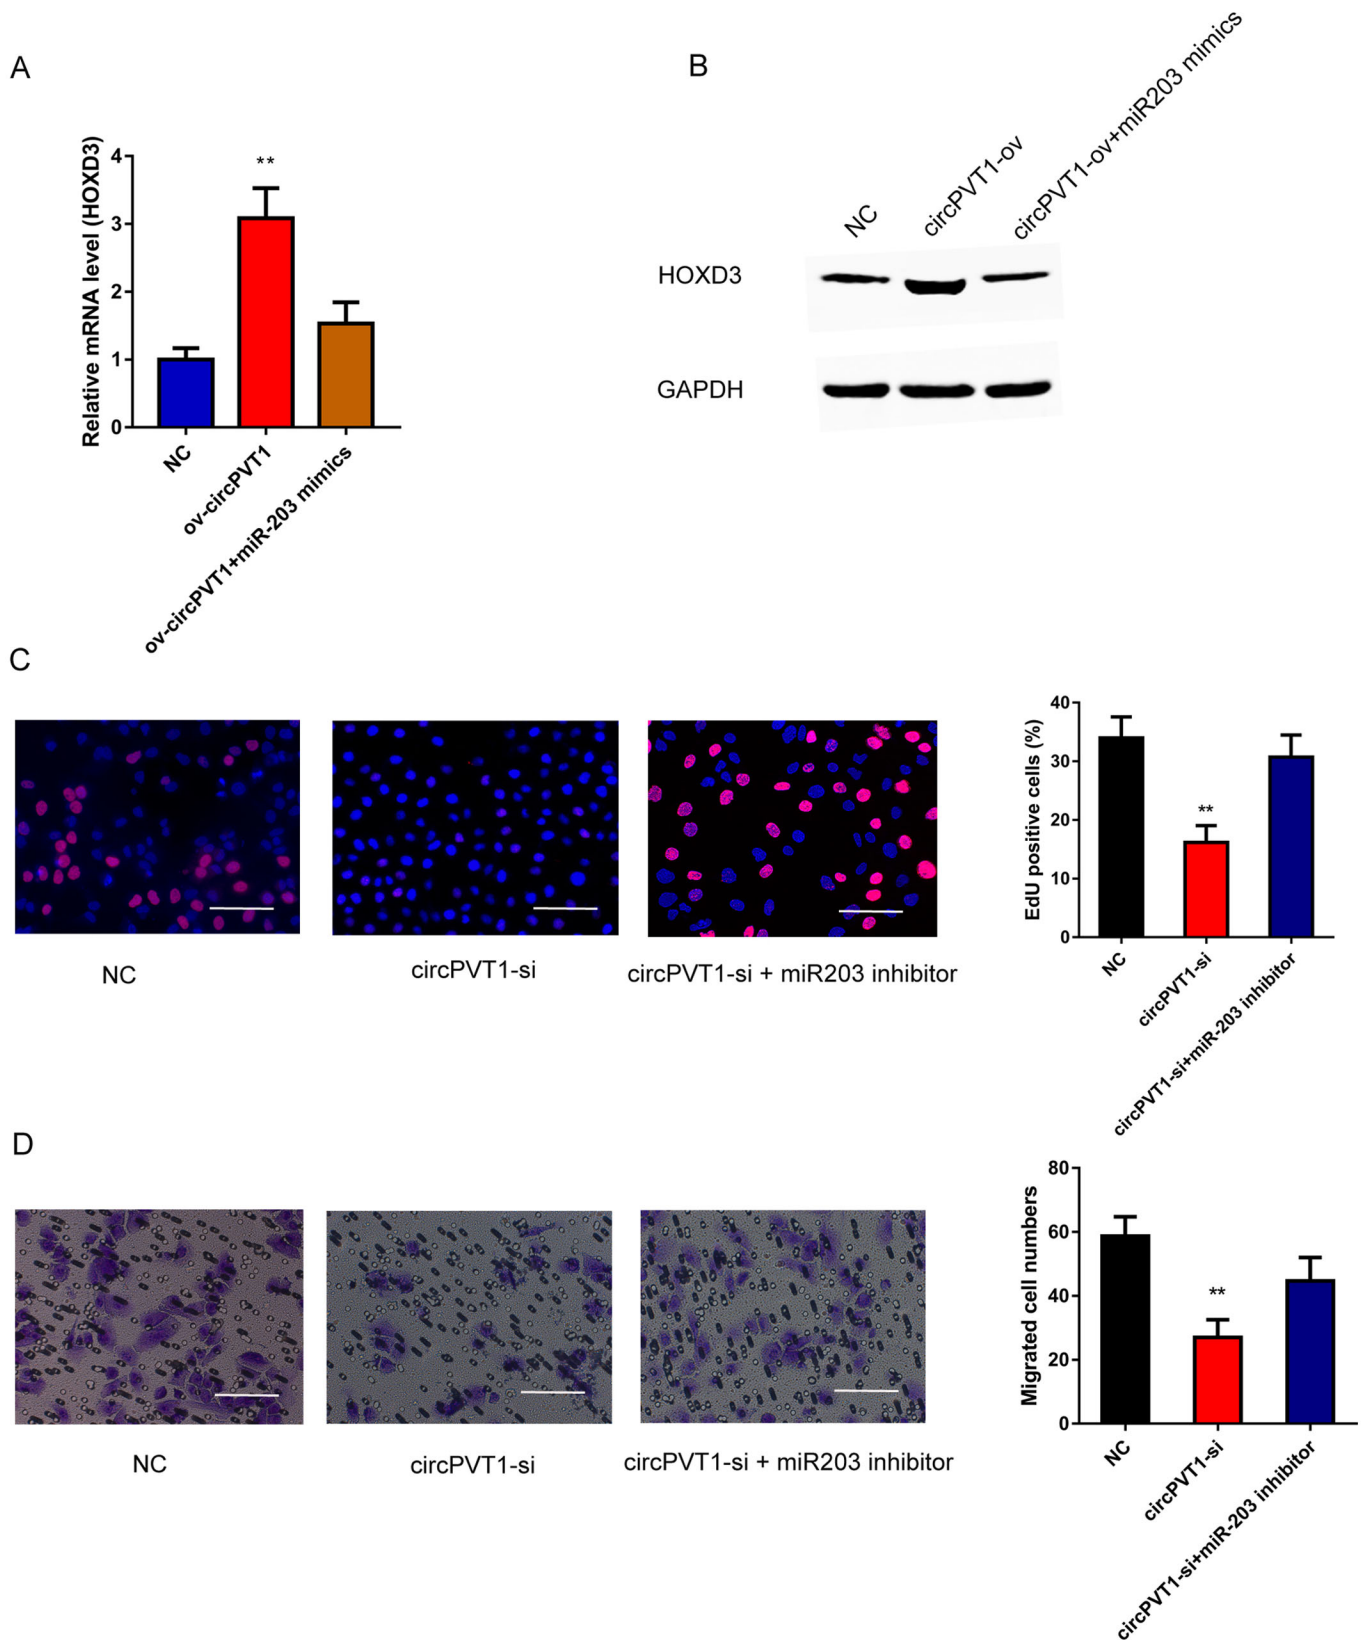 A
Relative mRNA level (HOXD3)
4
3
2
1
0
**
NC
ov-circPVT1
ov-circPVT1+miR-203 mimics
B
NC
circPVT1-ov
circPVT1-ov+miR203 mimics
HOXD3
GAPDH
C
NC
circPVT1-si
circPVT1-si + miR203 inhibitor
EdU positive cells (%)
40
30
20
10
0
**
NC
circPVT1-si
circPVT1-si+miR-203 inhibitor
D
NC
circPVT1-si
circPVT1-si + miR203 inhibitor
Migrated cell numbers
80
60
40
20
0
**
NC
circPVT1-si
circPVT1-si+miR-203 inhibitor